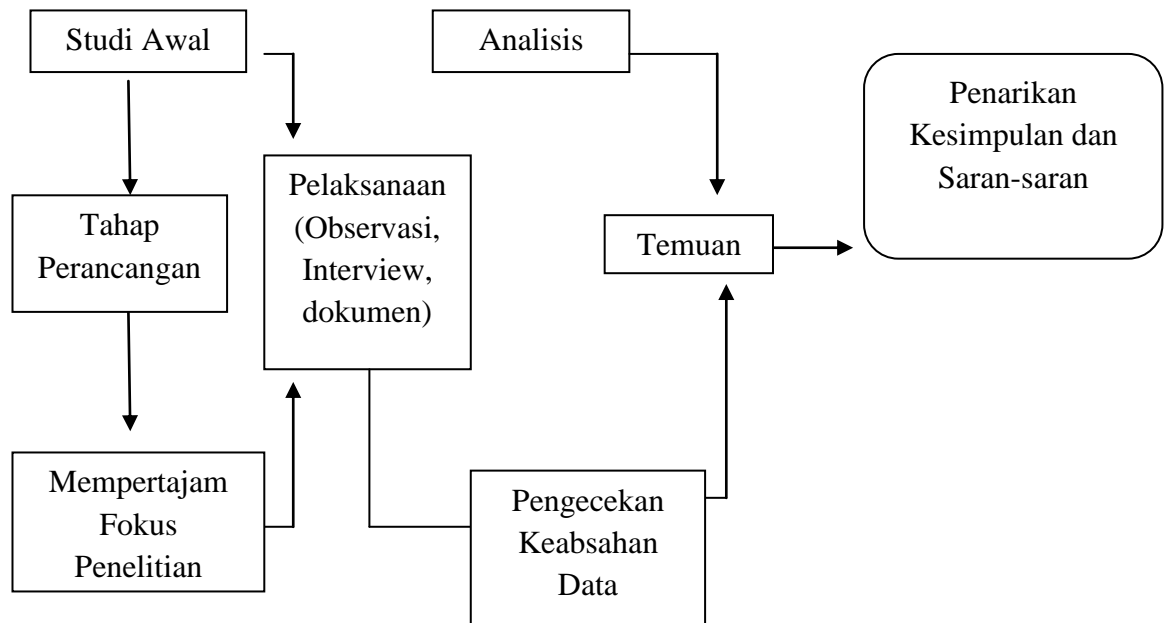 Studi Awal
Analisis
Penarikan
Kesimpulan dan
Saran-saran
Pelaksanaan
(Observasi,
Interview,
dokumen)
Tahap
Perancangan
Temuan
Mempertajam
Fokus
Penelitian
Pengecekan
Keabsahan
Data